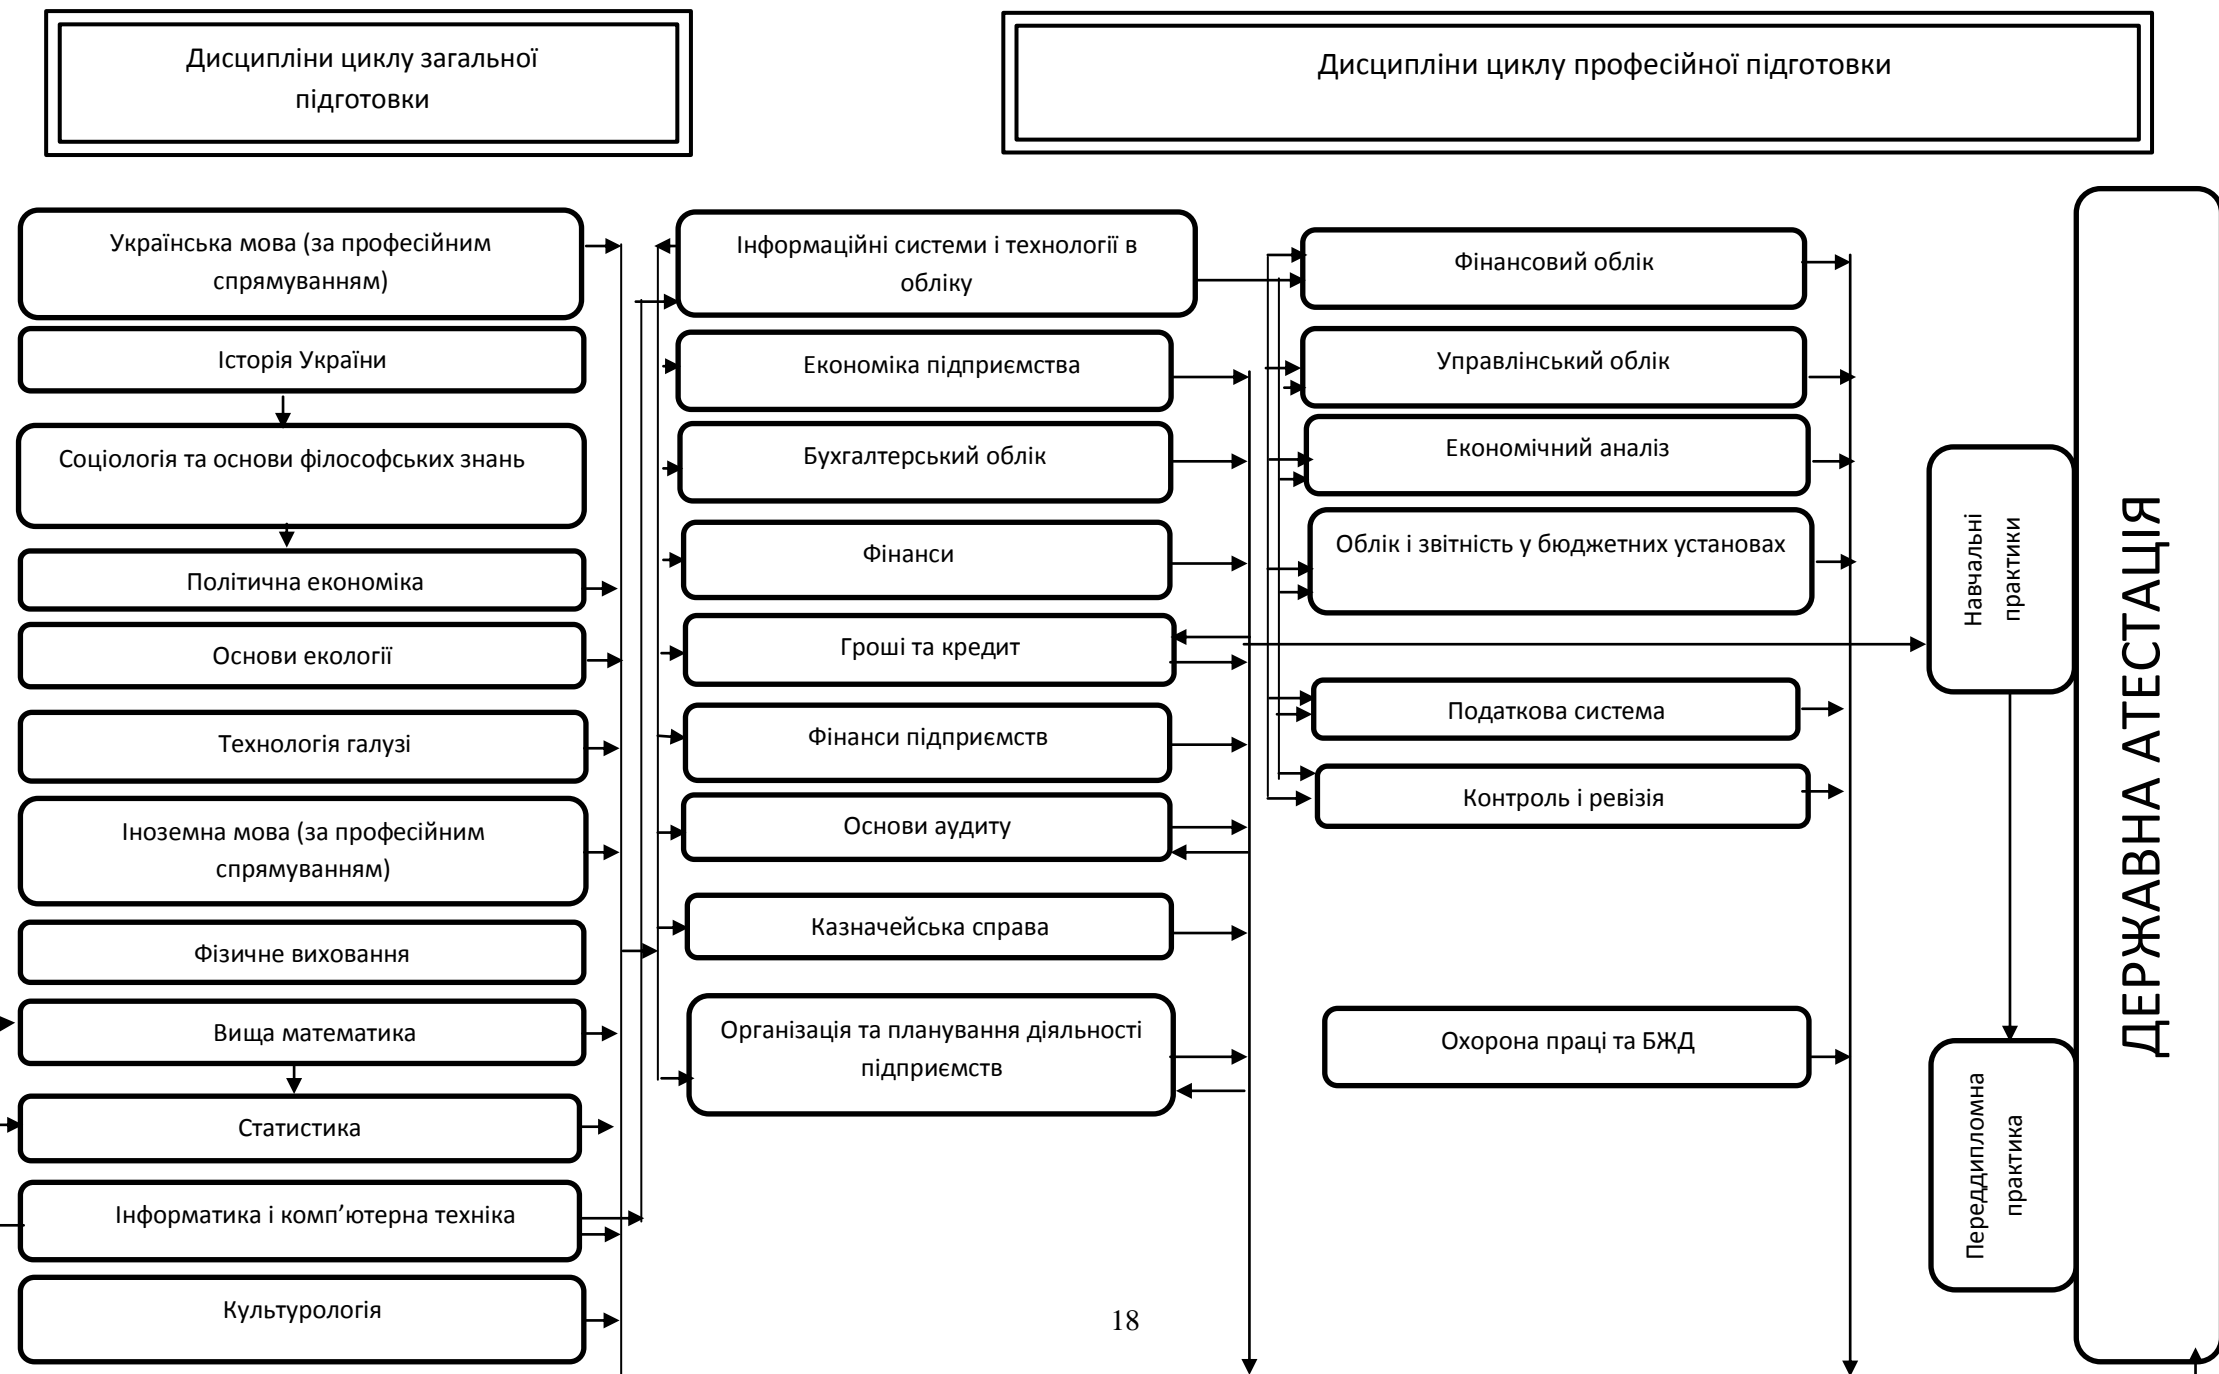 Дисципліни циклу загальної
підготовки
Дисципліни циклу професійної підготовки
Українська мова (за професійним
спрямуванням)
Історія України
Соціологія та основи філософських знань
Політична економіка
Основи екології
Технологія галузі
Іноземна мова (за професійним
спрямуванням)
Фізичне виховання
Вища математика
Статистика
Інформатика і комп’ютерна техніка
Культурологія
Інформаційні системи і технології в
обліку
Економіка підприємства
Бухгалтерський облік
Фінанси
Гроші та кредит
Фінанси підприємств
Основи аудиту
Казначейська справа
Організація та планування діяльності
підприємств
Фінансовий облік
Управлінський облік
Економічний аналіз
Облік і звітність у бюджетних установах
Податкова система
Контроль і ревізія
Охорона праці та БЖД
Навчальні
практики
Переддипломна
практика
ДЕРЖАВНА АТЕСТАЦІЯ
18